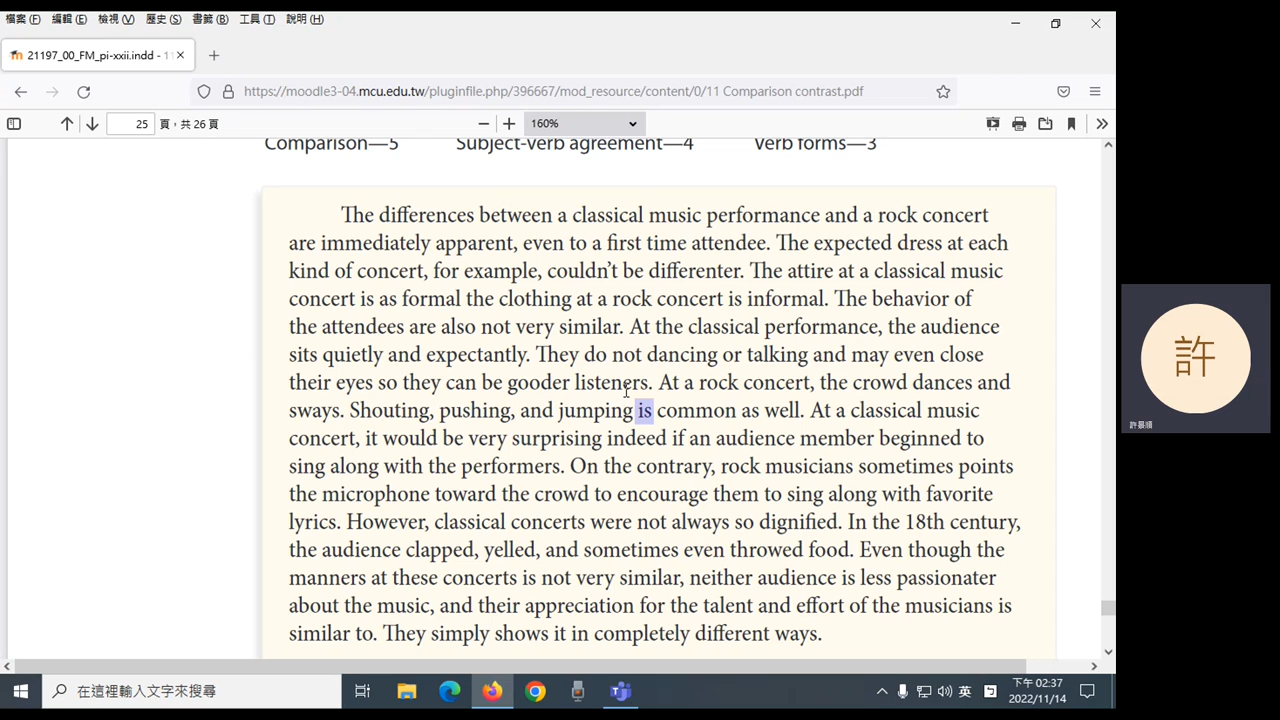 檔案(F) 編輯(E) 檢視(V) 歷史(S) 書籤(B) 工具(T) 說明(H)
21197_00_FM_pi-xxii.indd - 11
https://moodle3-04.mcu.edu.tw/pluginfile.php/396667/mod_resource/content/0/11 Comparison contrast.pdf
25 頁，共 26 頁
160%
Comparison—5 Subject-verb agreement—4 Verb forms—3
The differences between a classical music performance and a rock concert
are immediately apparent, even to a first time attendee. The expected dress at each
kind of concert, for example, couldn't be differenter. The attire at a classical music
concert is as formal the clothing at a rock concert is informal. The behavior of
the attendees are also not very similar. At the classical performance, the audience
sits quietly and expectantly. They do not dancing or talking and may even close
their eyes so they can be gooder listeners. At a rock concert, the crowd dances and
sways. Shouting, pushing, and jumping is common as well. At a classical music
concert, it would be very surprising indeed if an audience member beginned to
sing along with the performers. On the contrary, rock musicians sometimes points
the microphone toward the crowd to encourage them to sing along with favorite
lyrics. However, classical concerts were not always so dignified. In the 18th century,
the audience clapped, yelled, and sometimes even throwed food. Even though the
manners at these concerts is not very similar, neither audience is less passionater
about the music, and their appreciation for the talent and effort of the musicians is
similar to. They simply shows it in completely different ways.
許
許景順
在這裡輸入文字來搜尋
英
下午 02:37
2022/11/14